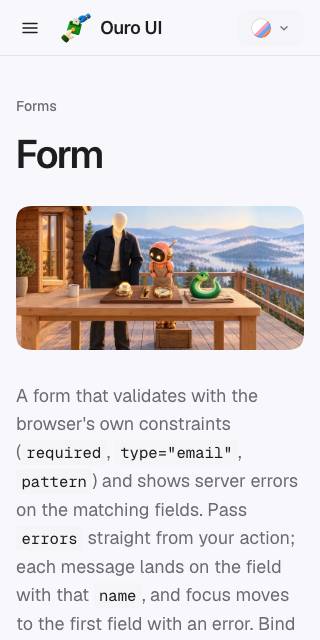 Ouro UI
Forms
Form
A form that validates with the
browser's own constraints
( required , type="email" ,
pattern ) and shows server errors
on the matching fields. Pass
errors straight from your action;
each message lands on the field
with that name , and focus moves
to the first field with an error. Bind